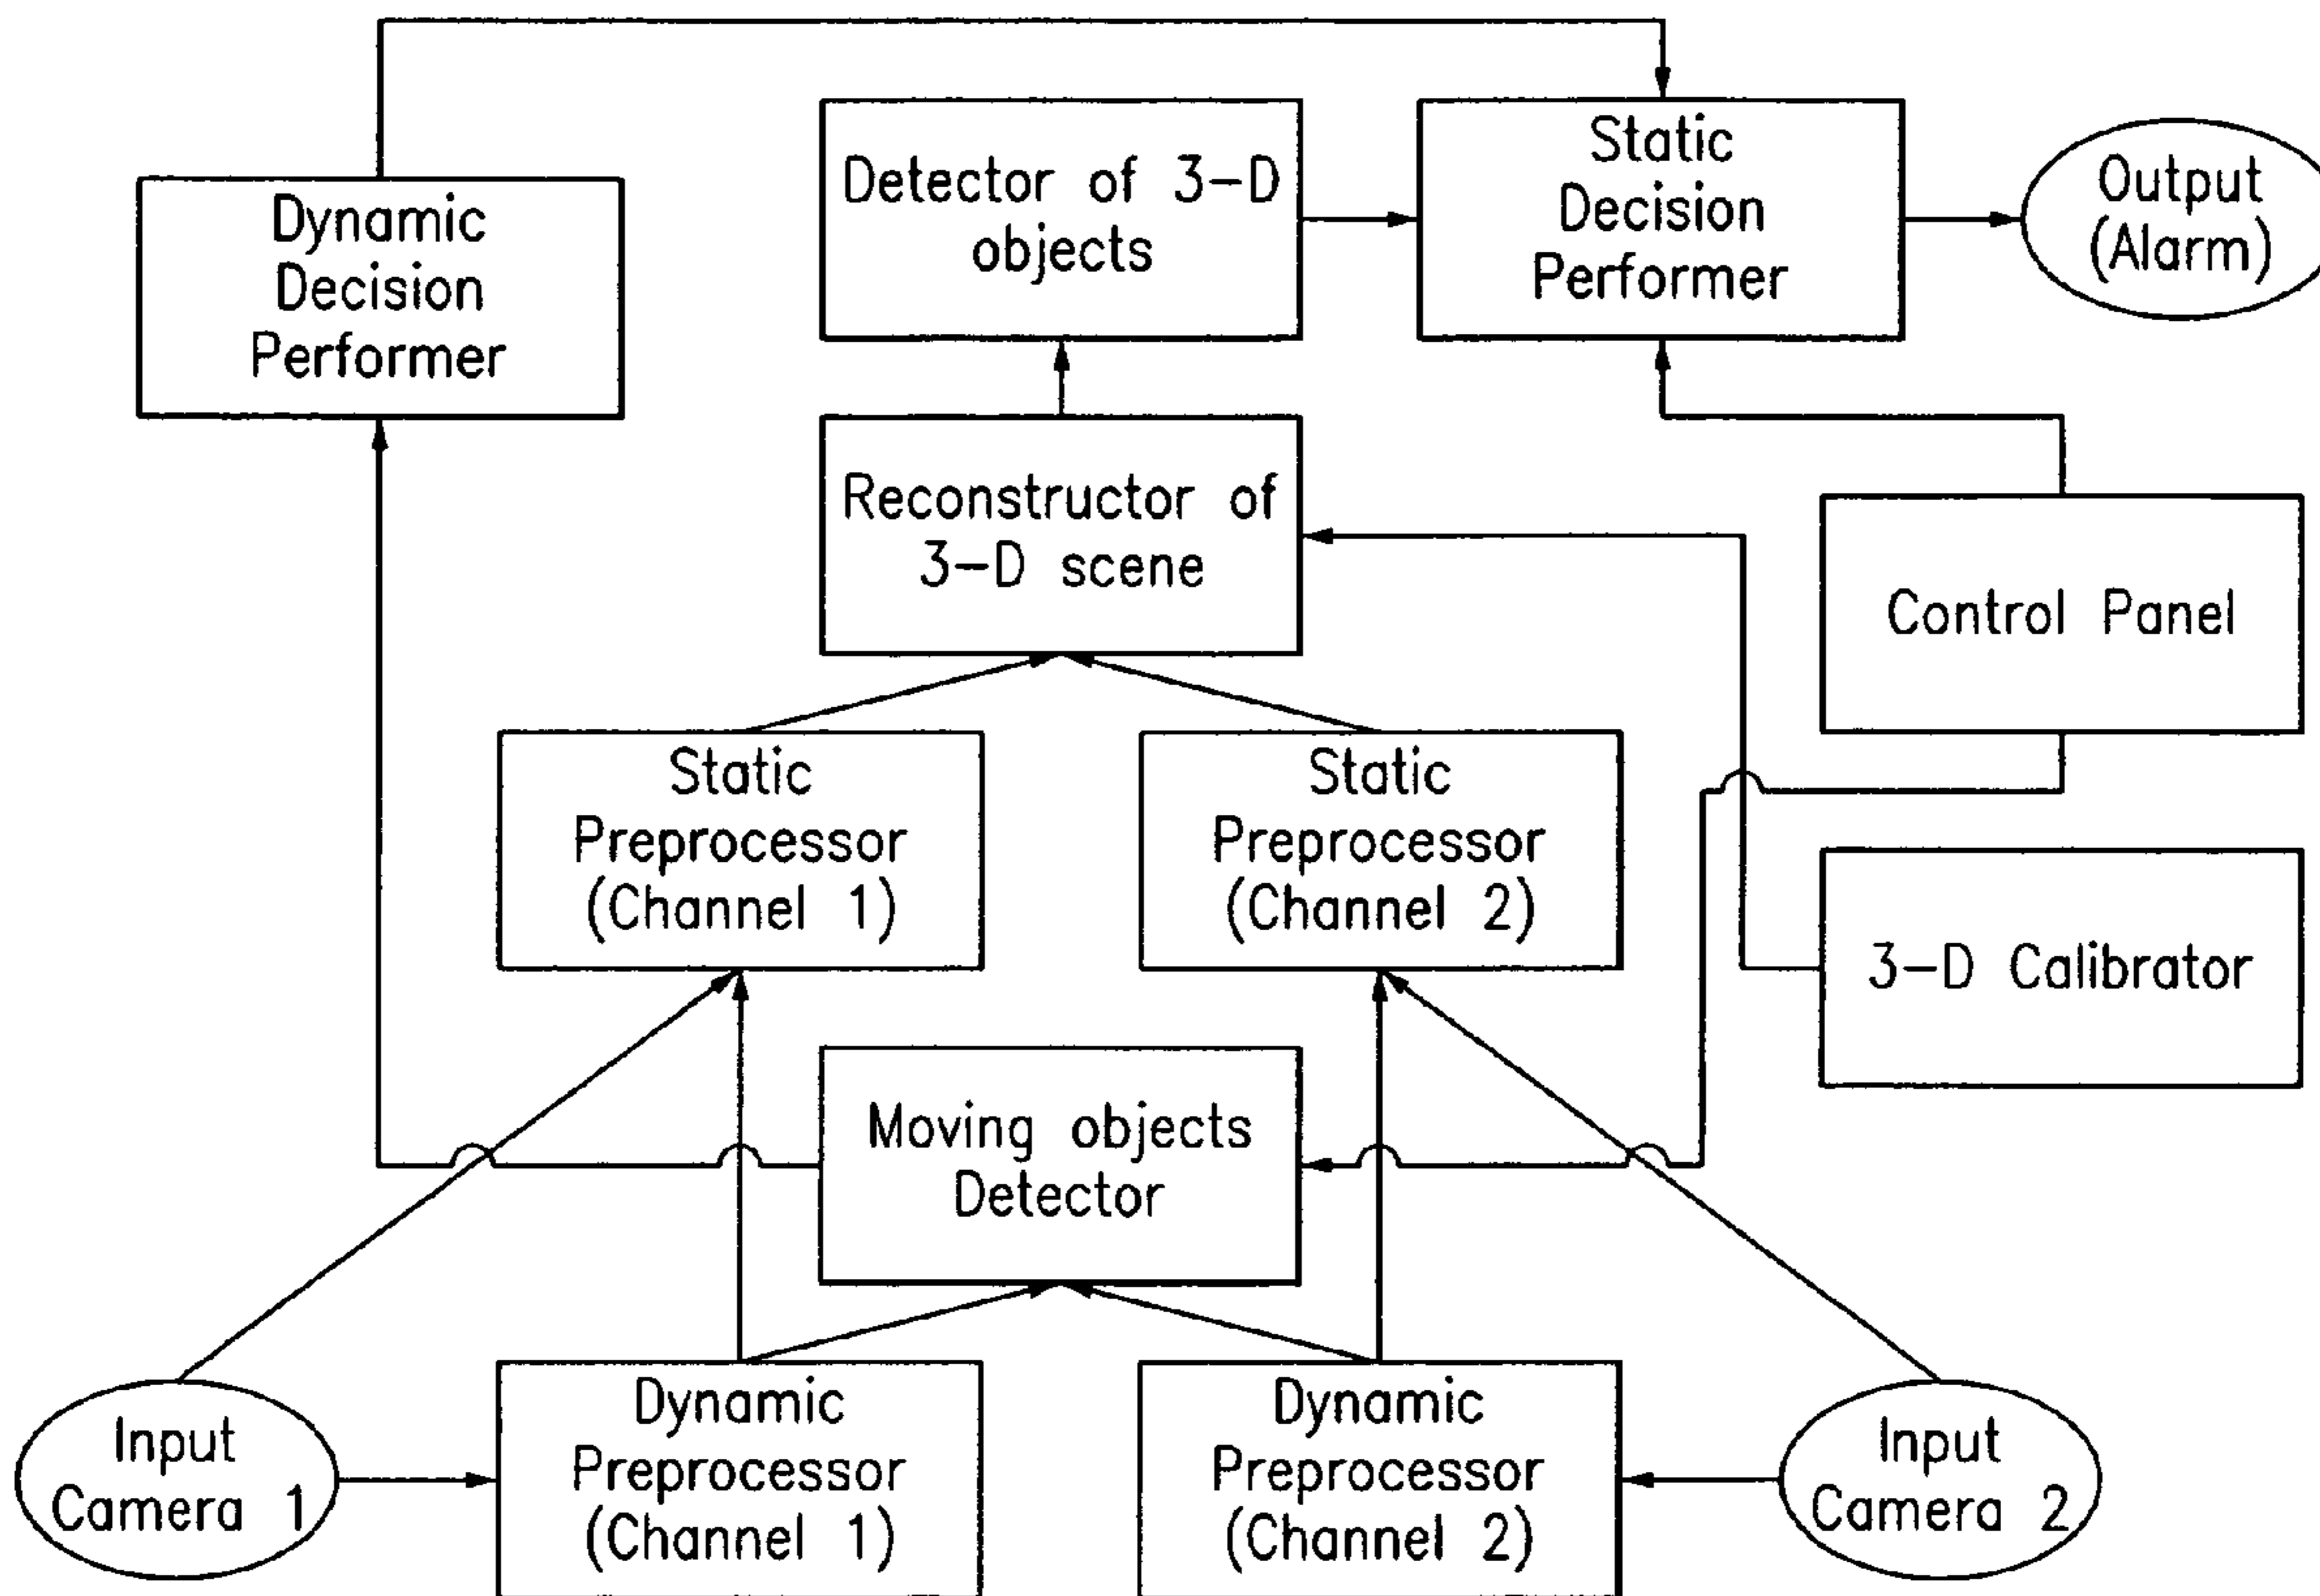 Dynamic
Decision
Performer
Detector of 3-D
objects
Static
Decision
Performer
Output
(Alarm)
Reconstructor of
3-D scene
Control Panel
Static
Preprocessor
(Channel 1)
Static
Preprocessor
(Channel 2)
3-D Calibrator
Moving objects
Detector
Input
Camera 1
Dynamic
Preprocessor
(Channel 1)
Dynamic
Preprocessor
(Channel 2)
Input
Camera 2